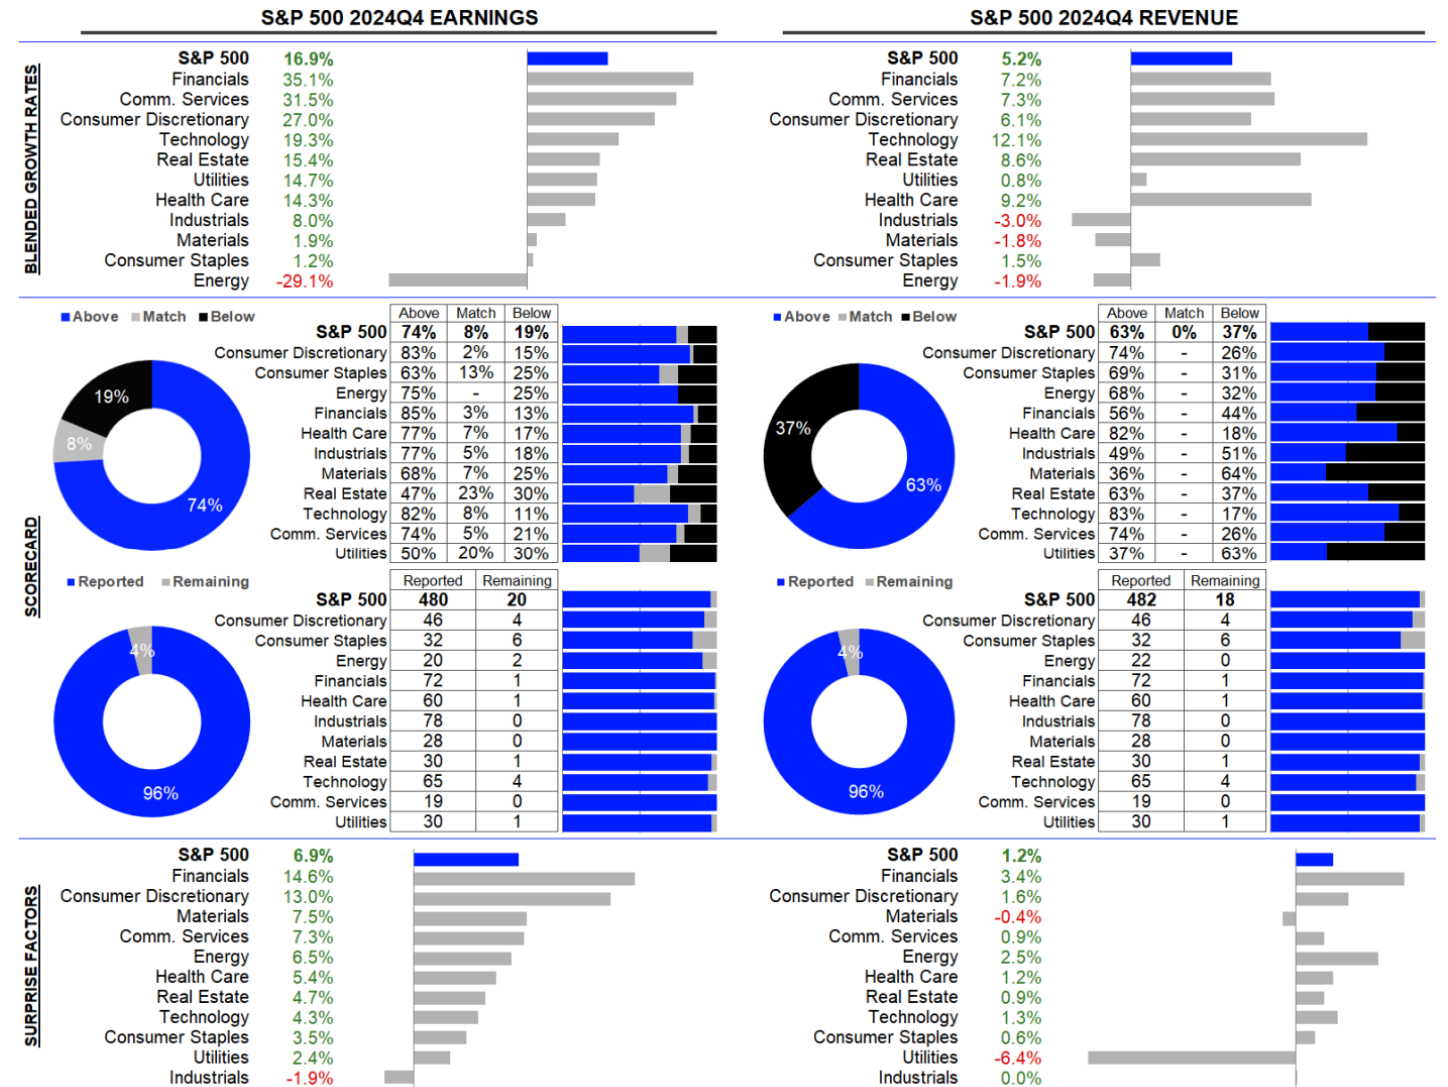 S&P 500 2024Q4 EARNINGS
S&P 500 2024Q4 REVENUE
BLENDED GROWTH RATES
S&P 500 16.9%
Financials 35.1%
Comm. Services 31.5%
Consumer Discretionary 27.0%
Technology 19.3%
Real Estate 15.4%
Utilities 14.7%
Health Care 14.3%
Industrials 8.0%
Materials 1.9%
Consumer Staples 1.2%
Energy -29.1%
S&P 500 5.2%
Financials 7.2%
Comm. Services 7.3%
Consumer Discretionary 6.1%
Technology 12.1%
Real Estate 8.6%
Utilities 0.8%
Health Care 9.2%
Industrials -3.0%
Materials -1.8%
Consumer Staples 1.5%
Energy -1.9%
SCORECARD
Above Match Below
19%
8%
74%
Above Match Below
S&P 500 74% 8% 19%
Consumer Discretionary 83% 2% 15%
Consumer Staples 63% 13% 25%
Energy 75% - 25%
Financials 85% 3% 13%
Health Care 77% 7% 17%
Industrials 77% 5% 18%
Materials 68% 7% 25%
Real Estate 47% 23% 30%
Technology 82% 8% 11%
Comm. Services 74% 5% 21%
Utilities 50% 20% 30%
Above Match Below
37%
63%
Above Match Below
S&P 500 63% 0% 37%
Consumer Discretionary 74% - 26%
Consumer Staples 69% - 31%
Energy 68% - 32%
Financials 56% - 44%
Health Care 82% - 18%
Industrials 49% - 51%
Materials 36% - 64%
Real Estate 63% - 37%
Technology 83% - 17%
Comm. Services 74% - 26%
Utilities 37% - 63%
Reported Remaining
4%
96%
Reported Remaining
S&P 500 480 20
Consumer Discretionary 46 4
Consumer Staples 32 6
Energy 20 2
Financials 72 1
Health Care 60 1
Industrials 78 0
Materials 28 0
Real Estate 30 1
Technology 65 4
Comm. Services 19 0
Utilities 30 1
Reported Remaining
4%
96%
Reported Remaining
S&P 500 482 18
Consumer Discretionary 46 4
Consumer Staples 32 6
Energy 22 0
Financials 72 1
Health Care 60 1
Industrials 78 0
Materials 28 0
Real Estate 30 1
Technology 65 4
Comm. Services 19 0
Utilities 30 1
SURPRISE FACTORS
S&P 500 6.9%
Financials 14.6%
Consumer Discretionary 13.0%
Materials 7.5%
Comm. Services 7.3%
Energy 6.5%
Health Care 5.4%
Real Estate 4.7%
Technology 4.3%
Consumer Staples 3.5%
Utilities 2.4%
Industrials -1.9%
S&P 500 1.2%
Financials 3.4%
Consumer Discretionary 1.6%
Materials -0.4%
Comm. Services 0.9%
Energy 2.5%
Health Care 1.2%
Real Estate 0.9%
Technology 1.3%
Consumer Staples 0.6%
Utilities -6.4%
Industrials 0.0%